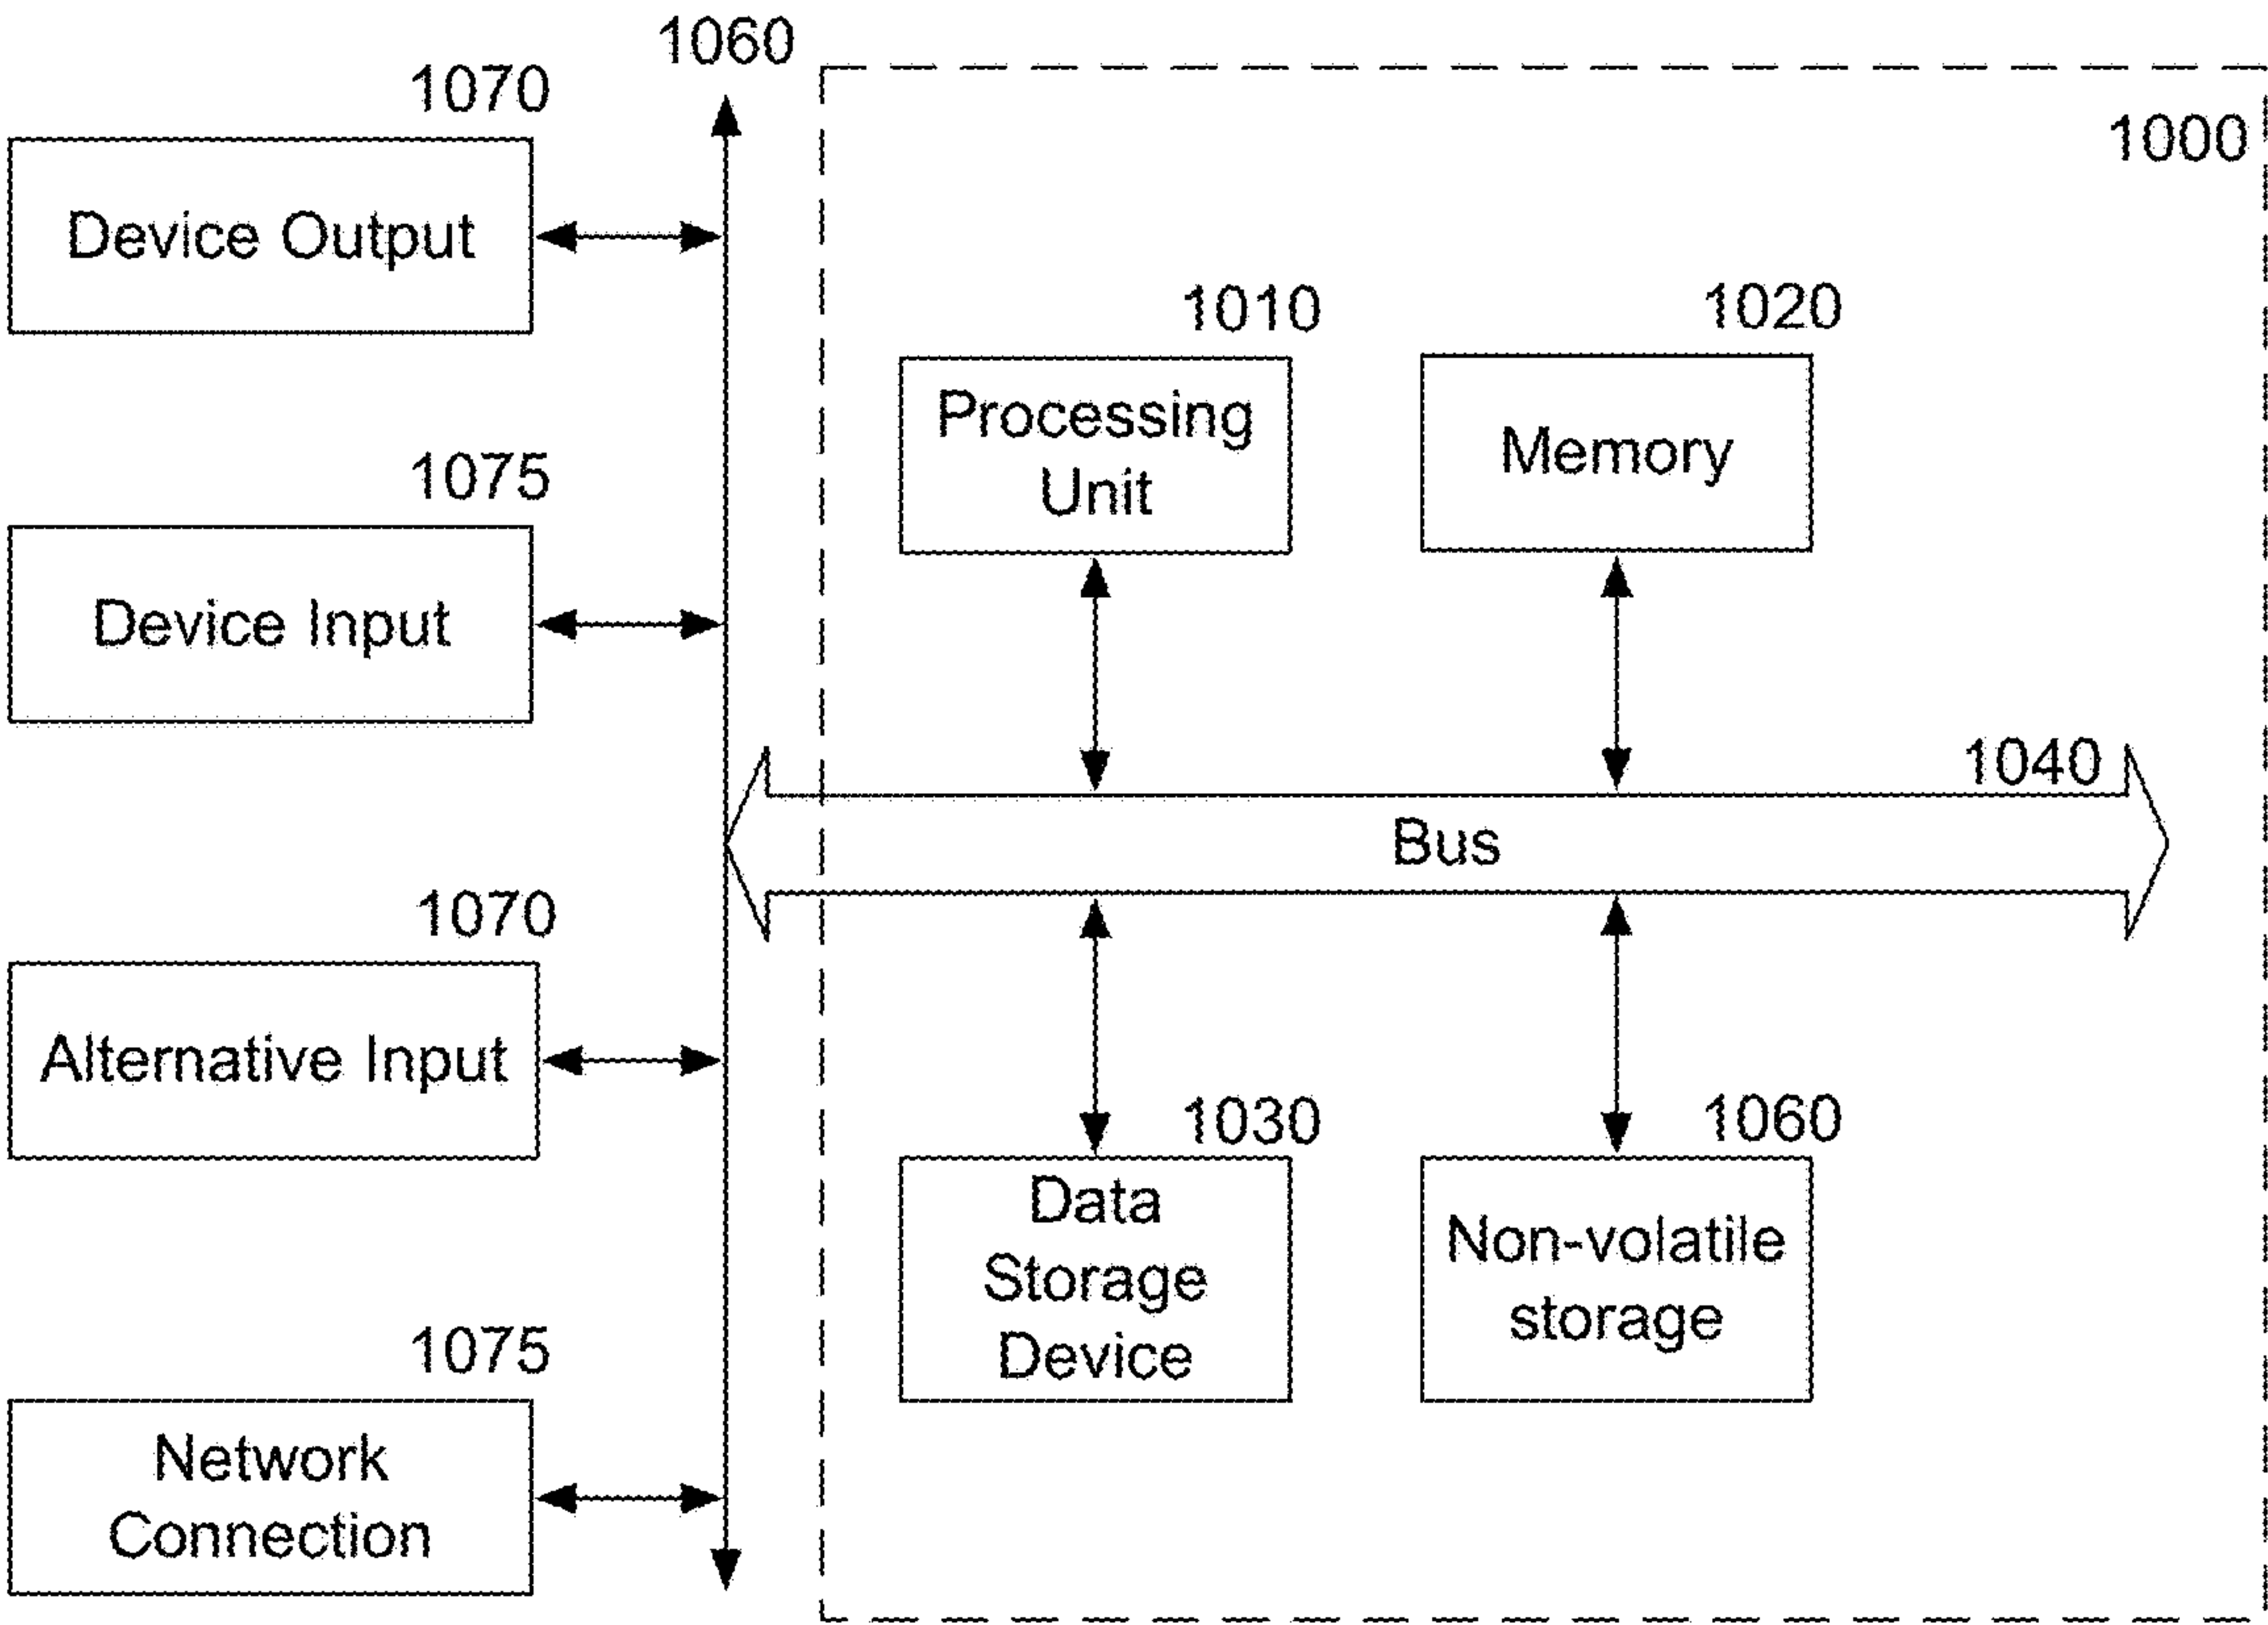 1060
1070
Device Output
1075
Device Input
1070
Alternative Input
1075
Network
Connection
1000
1010
Processing
Unit
1020
Memory
1040
Bus
1030
Data
Storage
Device
1060
Non-volatile
storage